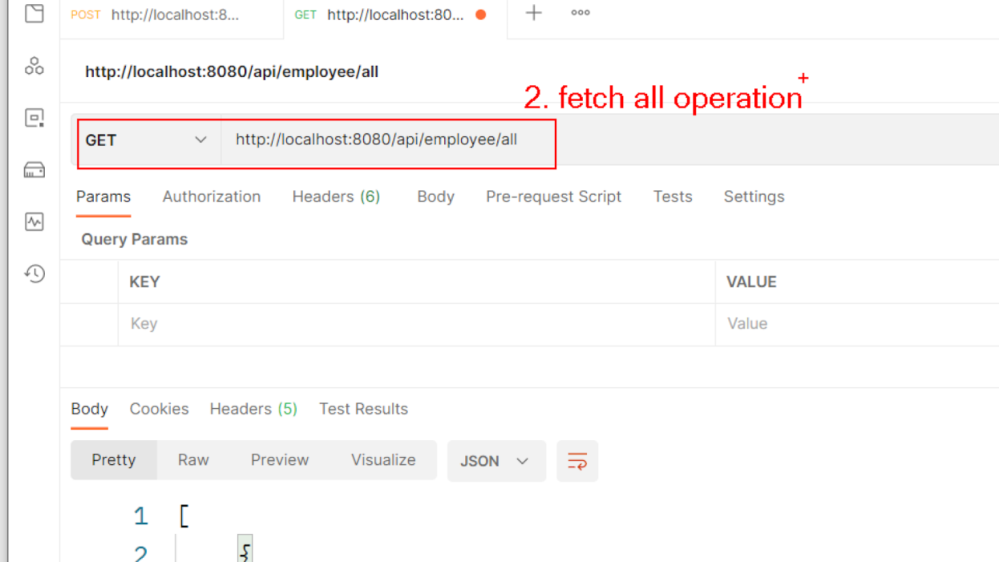 POST http://localhost:8... GET http://localhost:80...
http://localhost:8080/api/employee/all
2. fetch all operation
GET http://localhost:8080/api/employee/all
Params Authorization Headers (6) Body Pre-request Script Tests Settings
Query Params
KEY VALUE
Key Value
Body Cookies Headers (5) Test Results
Pretty Raw Preview Visualize JSON
1 [
2 {